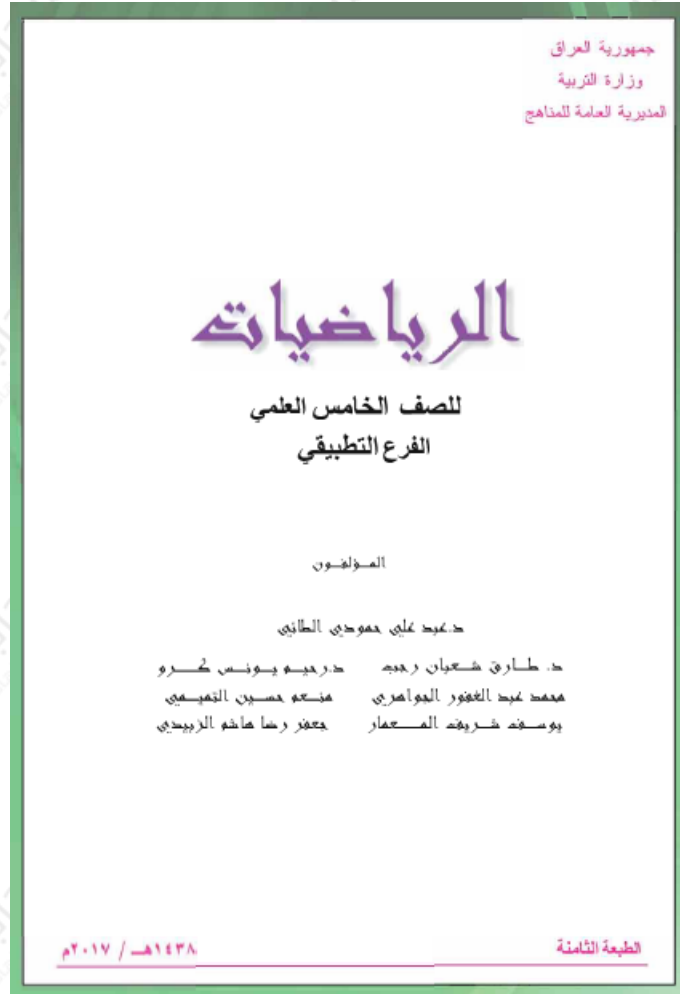 جمهورية العراق
وزارة التربية
المديرية العامة للمناهج
الرياضيات
للصف الخامس العلمي
الفرع التطبيقي
المؤلفون
د.عبد علي حمودي الطائي
د. طارق شعبان رجب د.رحيم يونس كرو
محمد عبد الغفور الجواهري منعم حسين التميمي
يوسف شريف المعمار جعفر رضا هاشم الزبيدي
الطبعة الثامنة ١٤٣٨هـ / ٢٠١٧م